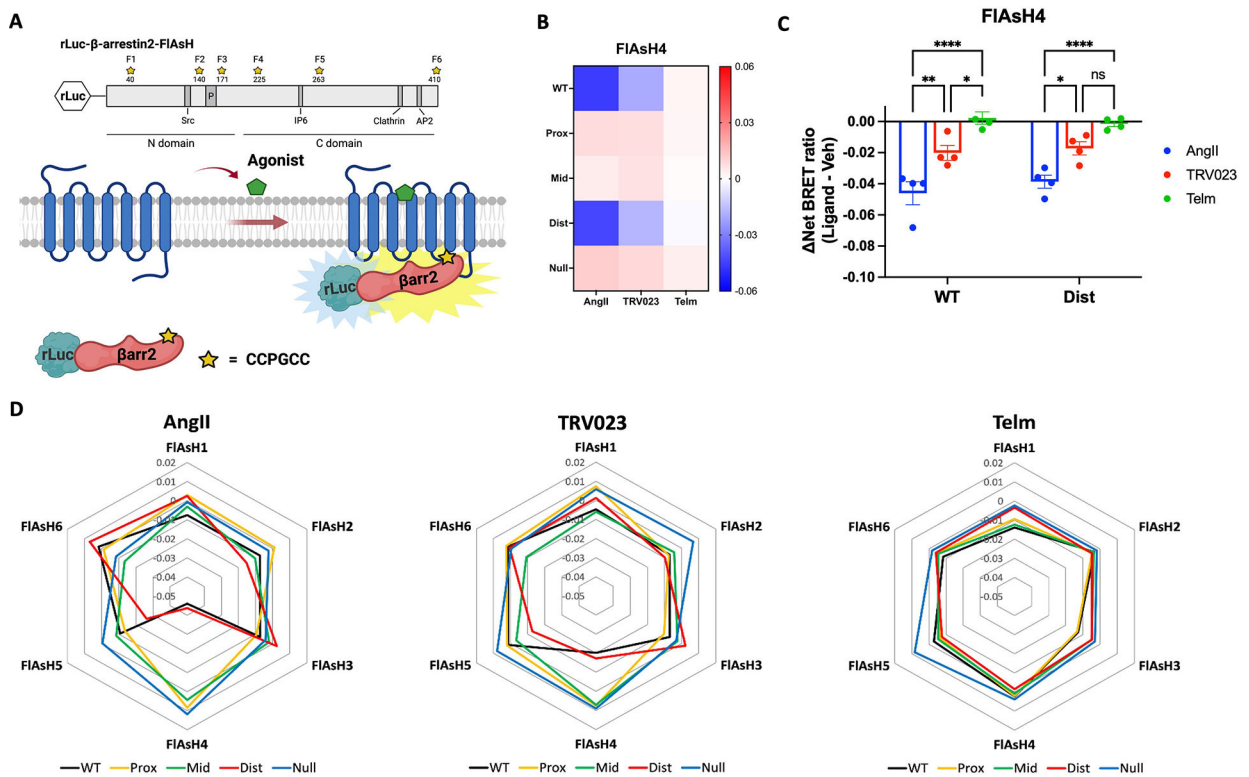 A
rLuc-β-arrestin2-FlAsH
F1 F2 F3 F4 F5 F6
40 140 171 225 263 410
rLuc
P
Src IP6 Clathrin AP2
N domain C domain
Agonist
rLuc βarr2
rLuc βarr2
= CCPGCC
B
FlAsH4
WT
Prox
Mid
Dist
Null
AngII TRV023 Telm
0.06
0.03
0
-0.03
-0.06
C
FlAsH4
**** ****
** * * ns
0.00
-0.02
-0.04
-0.06
-0.08
-0.10
ΔNet BRET ratio
(Ligand - Veh)
WT Dist
AngII
TRV023
Telm
D
AngII
FlAsH1
FlAsH2
FlAsH3
FlAsH4
FlAsH5
FlAsH6
0.02
0.01
0
-0.01
-0.02
-0.03
-0.04
-0.05
WT Prox Mid Dist Null
TRV023
FlAsH1
FlAsH2
FlAsH3
FlAsH4
FlAsH5
FlAsH6
0.02
0.01
0
-0.01
-0.02
-0.03
-0.04
-0.05
WT Prox Mid Dist Null
Telm
FlAsH1
FlAsH2
FlAsH3
FlAsH4
FlAsH5
FlAsH6
0.02
0.01
0
-0.01
-0.02
-0.03
-0.04
-0.05
WT Prox Mid Dist Null